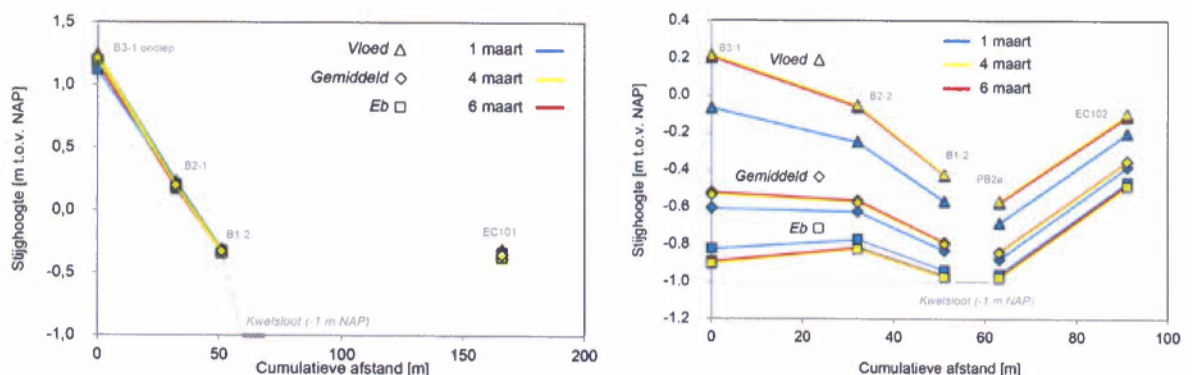 1,5
1,0
0,5
0,0
-0,5
-1,0
Stijghoogte [m t.o.v. NAP]
B3-1 ondiep
Vloed
Gemiddeld
Eb
1 maart
4 maart
6 maart
B2-1
B1.2
EC101
Kwelsloot (-1 m NAP)
0 50 100 150 200
Cumulatieve afstand [m]
0.4
0.2
0.0
-0.2
-0.4
-0.6
-0.8
-1.0
-1.2
Stijghoogte [m t.o.v. NAP]
B3-1
Vloed
1 maart
4 maart
6 maart
B2-2
EC102
B1.2
Gemiddeld
PB2a
Eb
Kwelsloot (-1 m NAP)
0 20 40 60 80 100
Cumulatieve afstand [m]